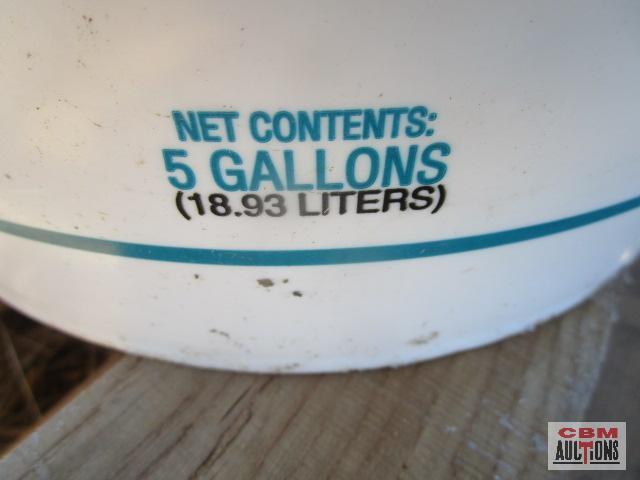 NET CONTENTS:
5 GALLONS
(18.93 LITERS)
CBM
AUCTIONS